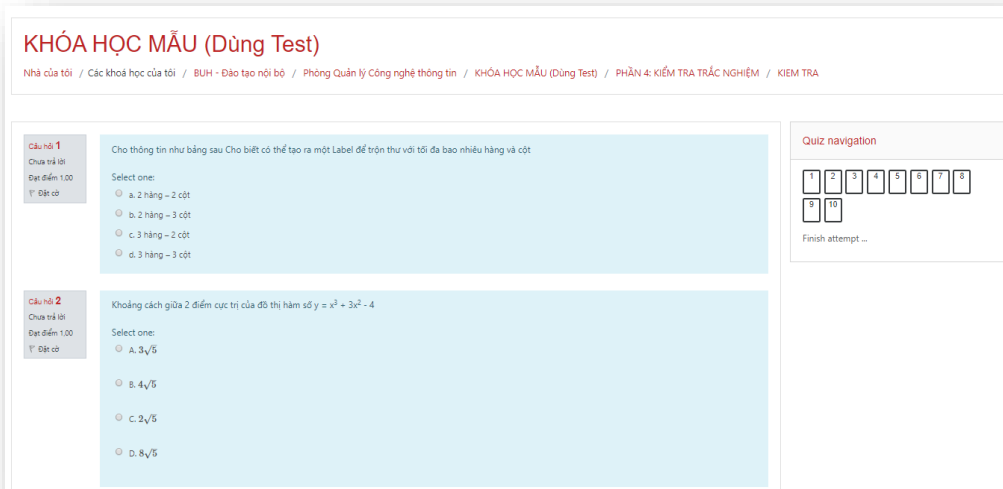 KHÓA HỌC MẪU (Dùng Test)
Nhà của tôi / Các khoá học của tôi / BUH - Đào tạo nội bộ / Phòng Quản lý Công nghệ thông tin / KHÓA HỌC MẪU (Dùng Test) / PHẦN 4: KIỂM TRA TRẮC NGHIỆM / KIEM TRA
Câu hỏi 1
Chưa trả lời
Đạt điểm 1,00
Đặt cờ
Cho thông tin như bảng sau Cho biết có thể tạo ra một Label để trộn thư với tối đa bao nhiêu hàng và cột
Select one:
a. 2 hàng – 2 cột
b. 2 hàng – 3 cột
c. 3 hàng – 2 cột
d. 3 hàng – 3 cột
Câu hỏi 2
Chưa trả lời
Đạt điểm 1,00
Đặt cờ
Khoảng cách giữa 2 điểm cực trị của đồ thị hàm số y = x³ + 3x² - 4
Select one:
A. 3√5
B. 4√5
C. 2√5
D. 8√5
Quiz navigation
1 2 3 4 5 6 7 8
9 10
Finish attempt ...